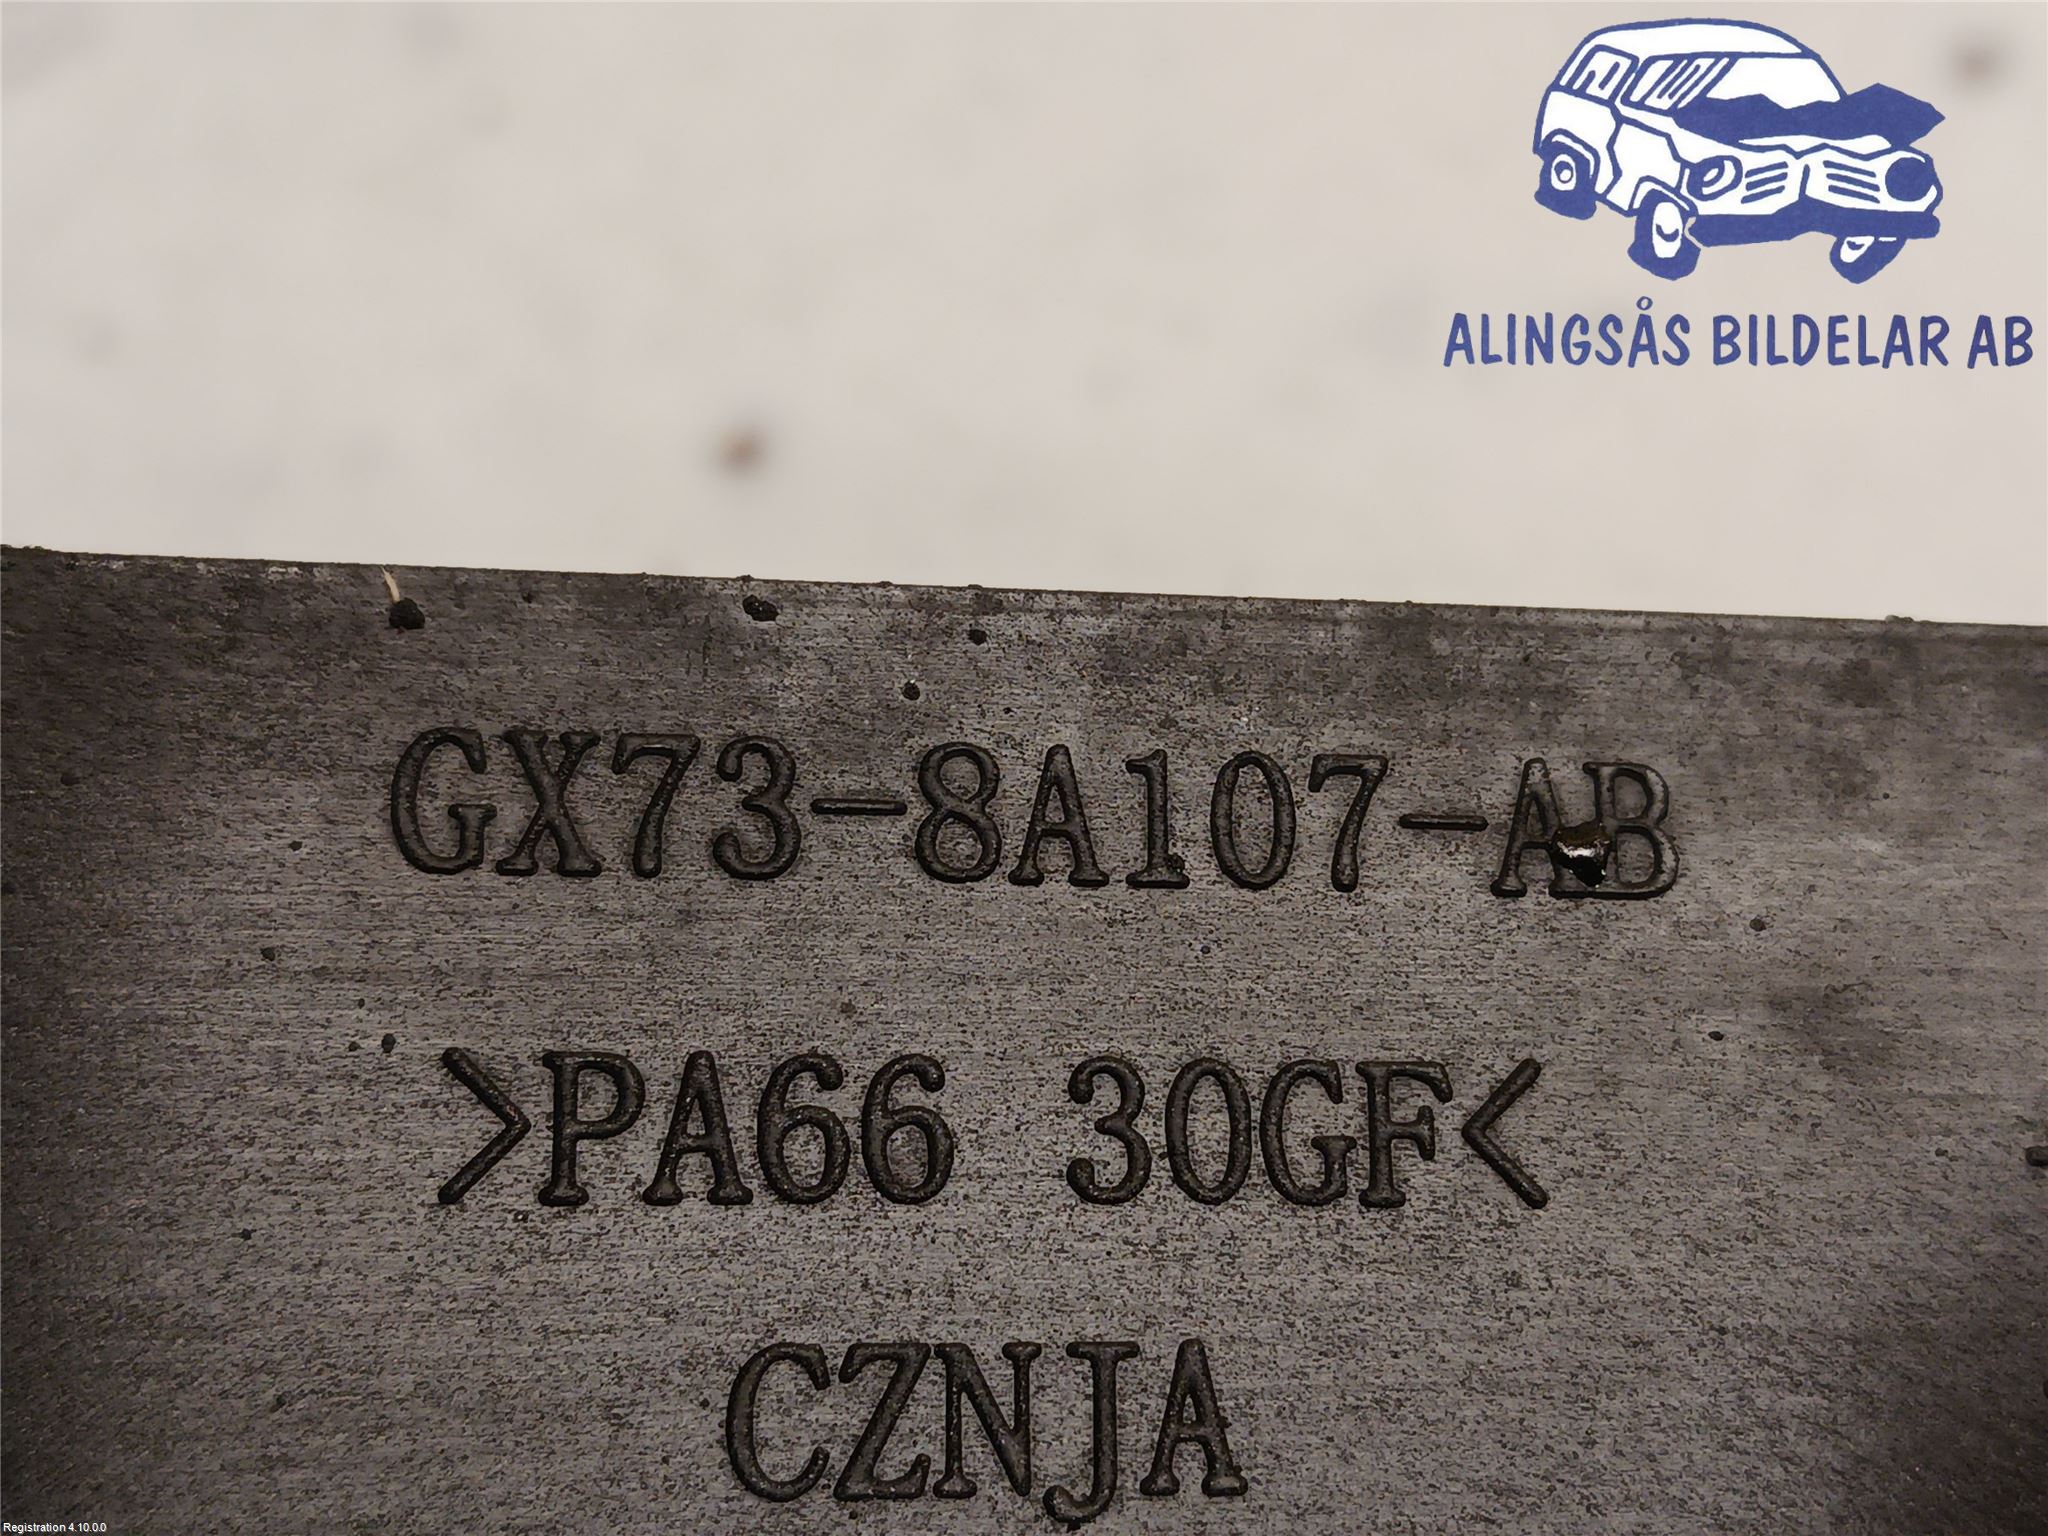 ALINGSÅS BILDELAR AB
GX73-8A107-AB
>PA66 30GF<
CZNJA
Registration 4.10.0.0